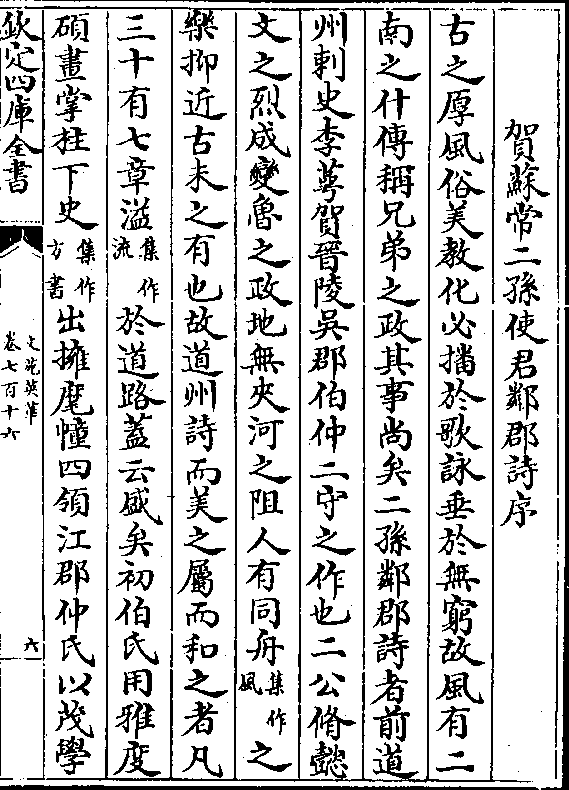 賀蘇常二孫使君鄰郡詩序
古之厚風俗美教化必播於歌詠垂於無窮故風有二
南之什傳稱兄弟之政其事尚矣二孫鄰郡詩者前道
州刺史李萼賀晉陵吳郡伯仲二守之作也二公脩懿
文之烈成變魯之政地無夾河之阻人有同舟集作風之
樂抑近古未之有也故道州詩而美之屬而和之者凡
三十有七章溢集作流於道路蓋云盛矣初伯氏用雅度
碩畫掌柱下史集作方書出擁麾幢四領江郡仲氏以茂學
欽定四庫全書
文苑英華
卷七百十六
六